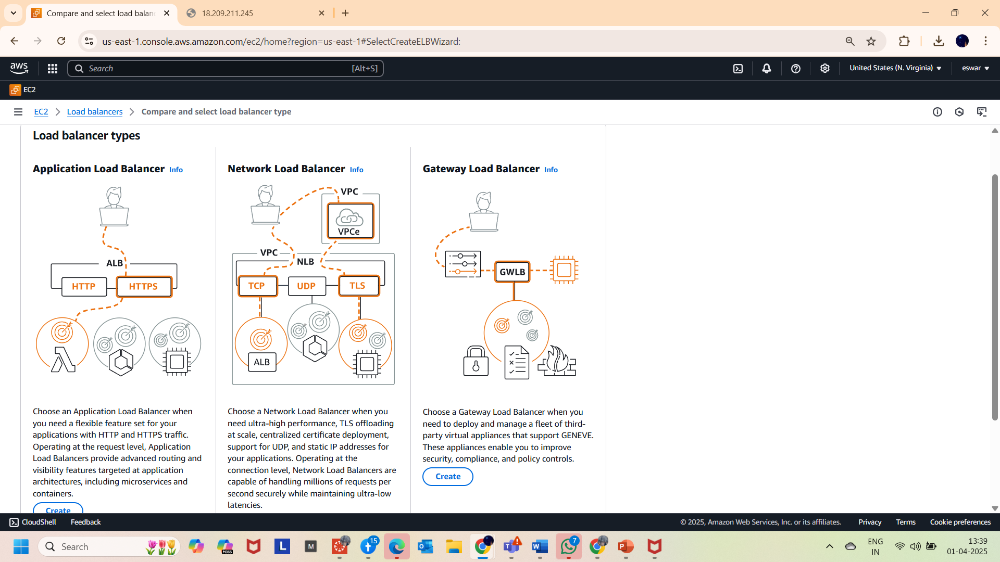 Compare and select load balanc
18.209.211.245
us-east-1.console.aws.amazon.com/ec2/home?region=us-east-1#SelectCreateELBWizard:
aws
Search
[Alt+S]
United States (N. Virginia)
eswar
EC2
EC2
Load balancers
Compare and select load balancer type
Load balancer types
Application Load Balancer Info
ALB
HTTP
HTTPS
Choose an Application Load Balancer when
you need a flexible feature set for your
applications with HTTP and HTTPS traffic.
Operating at the request level, Application
Load Balancers provide advanced routing and
visibility features targeted at application
architectures, including microservices and
containers.
Create
Network Load Balancer Info
VPC
VPCe
VPC
NLB
TCP
UDP
TLS
ALB
Choose a Network Load Balancer when you
need ultra-high performance, TLS offloading
at scale, centralized certificate deployment,
support for UDP, and static IP addresses for
your applications. Operating at the
connection level, Network Load Balancers are
capable of handling millions of requests per
second securely while maintaining ultra-low
latencies.
Gateway Load Balancer Info
GWLB
Choose a Gateway Load Balancer when you
need to deploy and manage a fleet of third-
party virtual appliances that support GENEVE.
These appliances enable you to improve
security, compliance, and policy controls.
Create
CloudShell
Feedback
© 2025, Amazon Web Services, Inc. or its affiliates.
Privacy
Terms
Cookie preferences
Search
M365
L
M
15
7
ENG
IN
13:39
01-04-2025